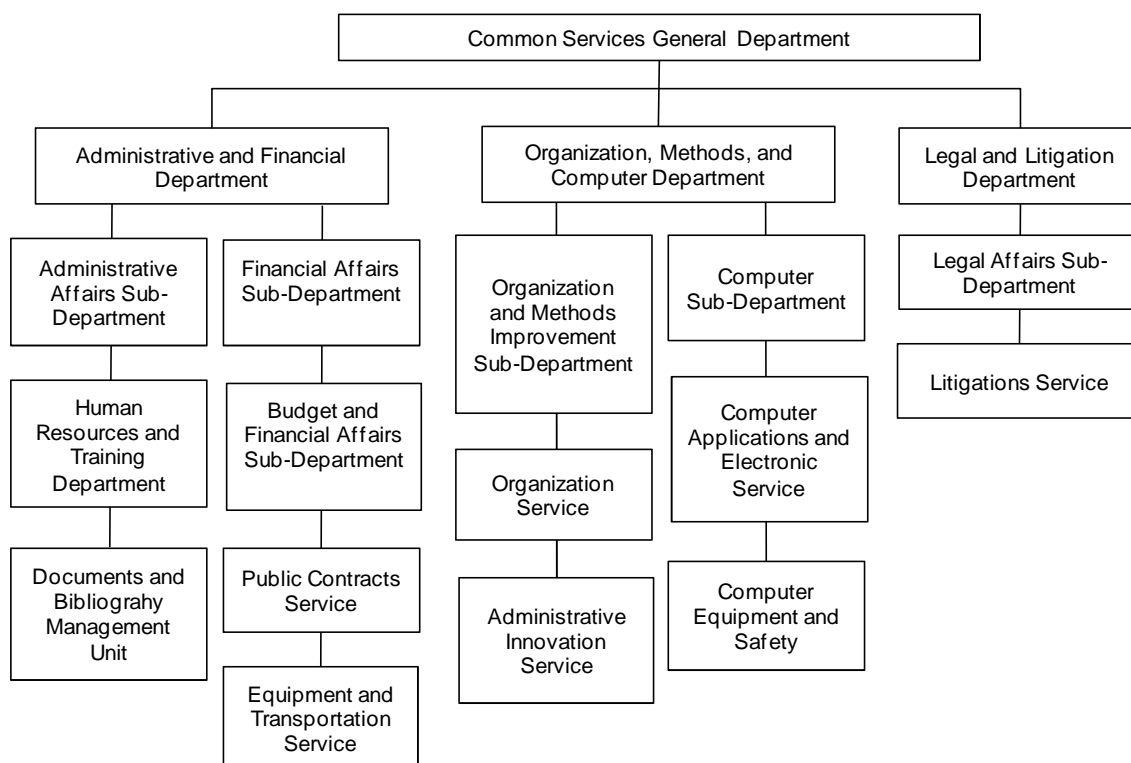 Common Services General Department
Administrative and Financial
Department
Organization, Methods, and
Computer Department
Legal and Litigation
Department
Administrative
Affairs Sub-
Department
Financial Affairs
Sub-Department
Organization
and Methods
Improvement
Sub-Department
Computer
Sub-Department
Legal Affairs Sub-
Department
Human
Resources and
Training
Department
Budget and
Financial Affairs
Sub-Department
Organization
Service
Computer
Applications and
Electronic
Service
Litigations Service
Documents and
Bibliograhy
Management
Unit
Public Contracts
Service
Administrative
Innovation
Service
Computer
Equipment and
Safety
Equipment and
Transportation
Service